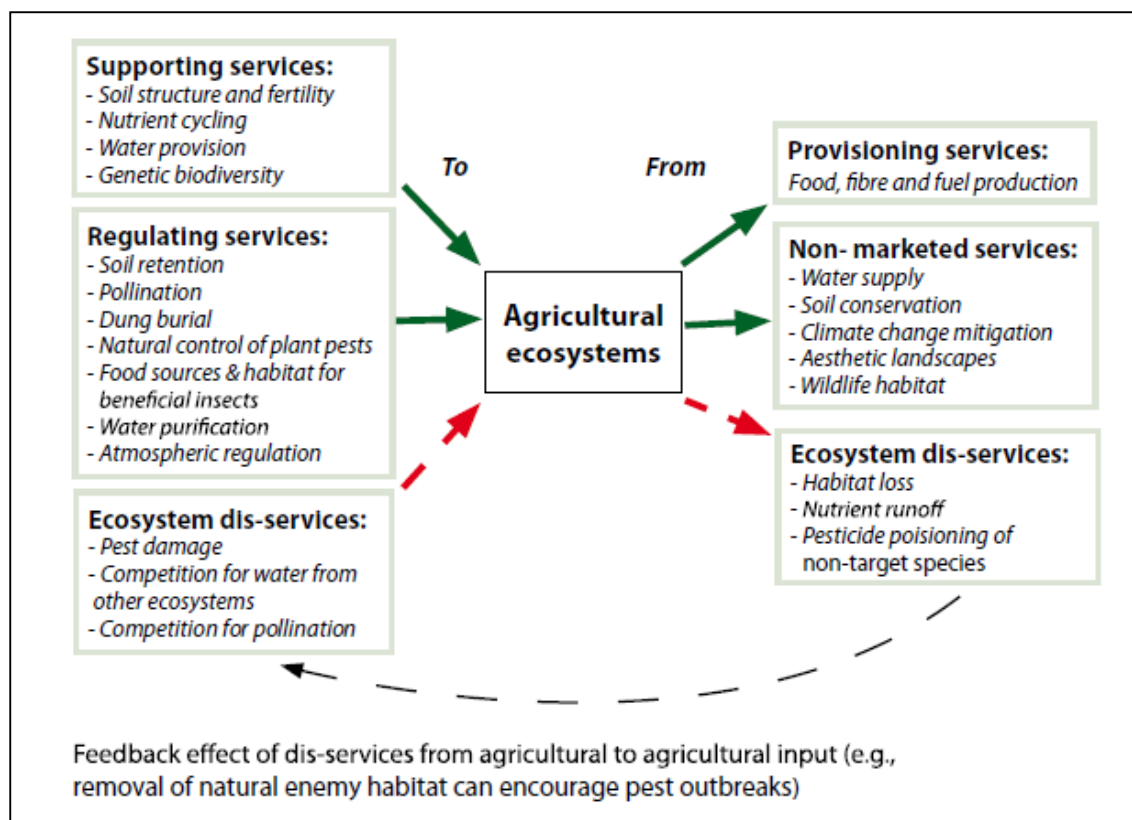 Supporting services:
- Soil structure and fertility
- Nutrient cycling
- Water provision
- Genetic biodiversity
Regulating services:
- Soil retention
- Pollination
- Dung burial
- Natural control of plant pests
- Food sources & habitat for
beneficial insects
- Water purification
- Atmospheric regulation
Ecosystem dis-services:
- Pest damage
- Competition for water from
other ecosystems
- Competition for pollination
To
From
Agricultural
ecosystems
Provisioning services:
Food, fibre and fuel production
Non- marketed services:
- Water supply
- Soil conservation
- Climate change mitigation
- Aesthetic landscapes
- Wildlife habitat
Ecosystem dis-services:
- Habitat loss
- Nutrient runoff
- Pesticide poisioning of
non-target species
Feedback effect of dis-services from agricultural to agricultural input (e.g.,
removal of natural enemy habitat can encourage pest outbreaks)